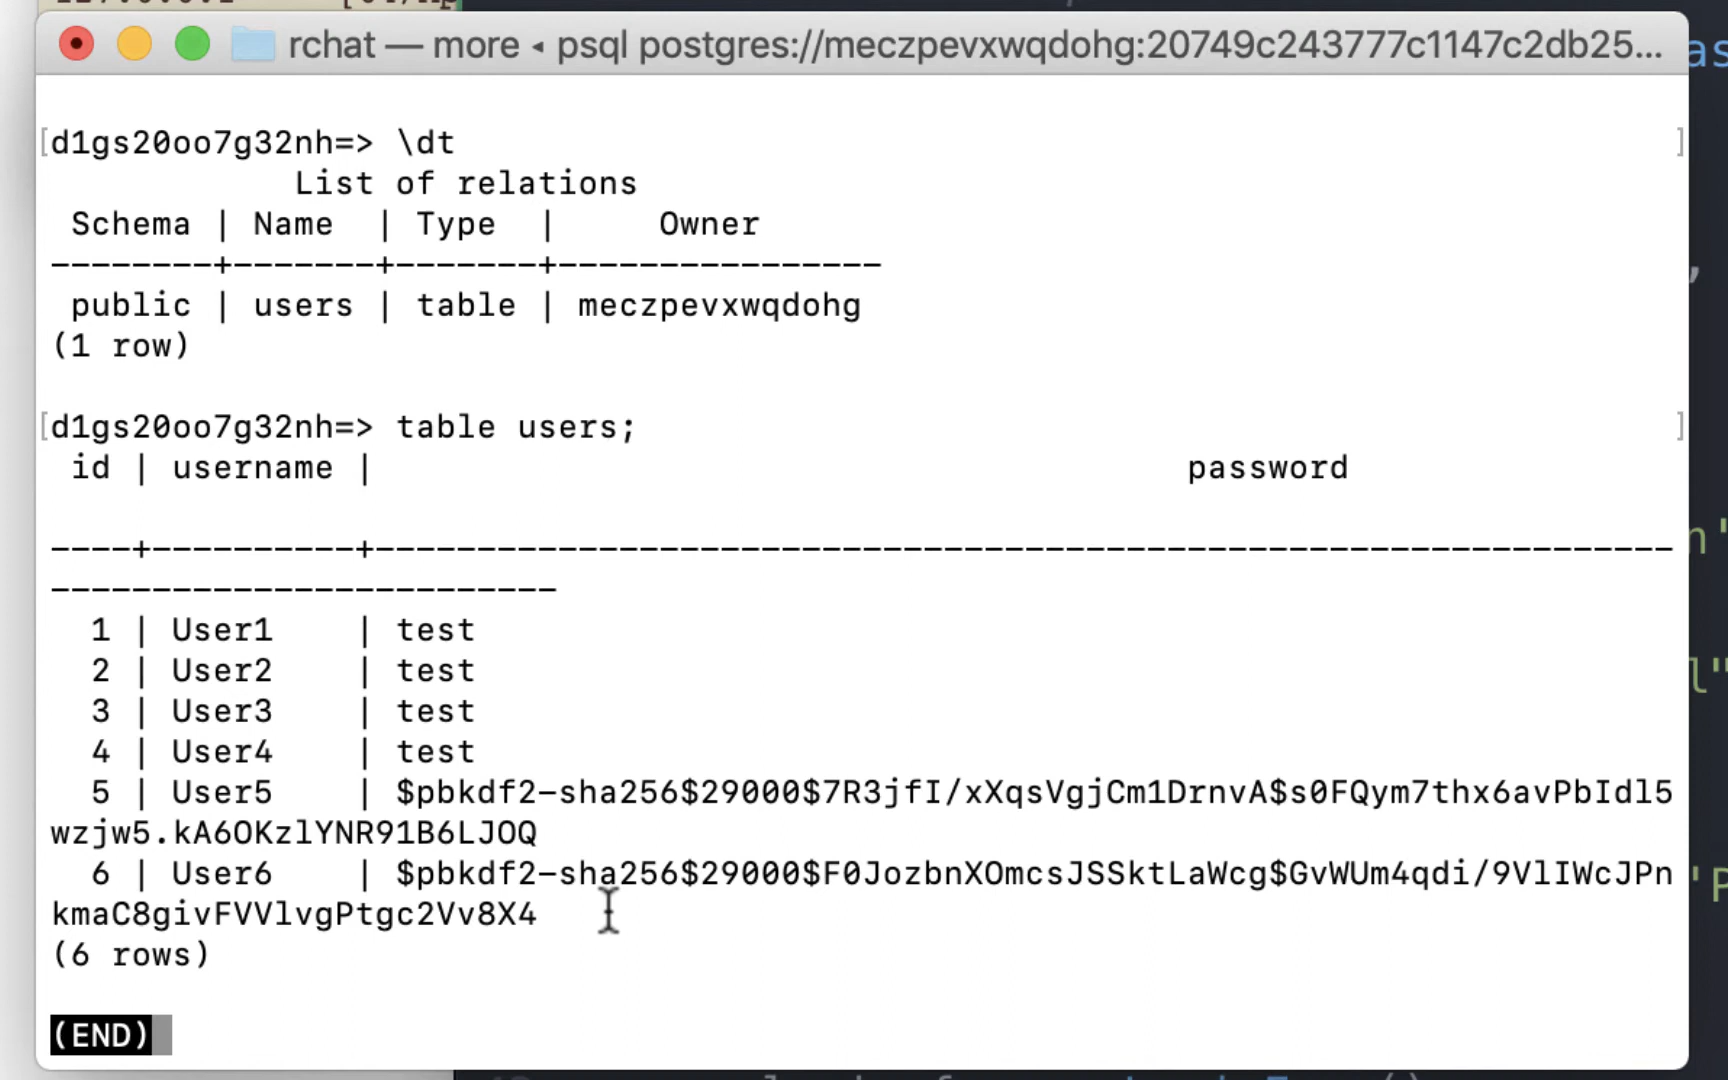 rchat — more ◂ psql postgres://meczpevxwqdohg:20749c243777c1147c2db25...
[d1gs20oo7g32nh=> \dt ]
List of relations
Schema | Name | Type | Owner
--------+-------+-------+----------------
public | users | table | meczpevxwqdohg
(1 row)
[d1gs20oo7g32nh=> table users; ]
id | username | password
----+----------+----------------------------------------------------------------
-------------------------
1 | User1 | test
2 | User2 | test
3 | User3 | test
4 | User4 | test
5 | User5 | $pbkdf2-sha256$29000$7R3jfI/xXqsVgjCm1DrnvA$s0FQym7thx6avPbIdl5
wzjw5.kA6OKzlYNR91B6LJOQ
6 | User6 | $pbkdf2-sha256$29000$F0JozbnXOmcsJSSktLaWcg$GvWUm4qdi/9VlIWcJPn
kmaC8givFVVlvgPtgc2Vv8X4
(6 rows)
(END)